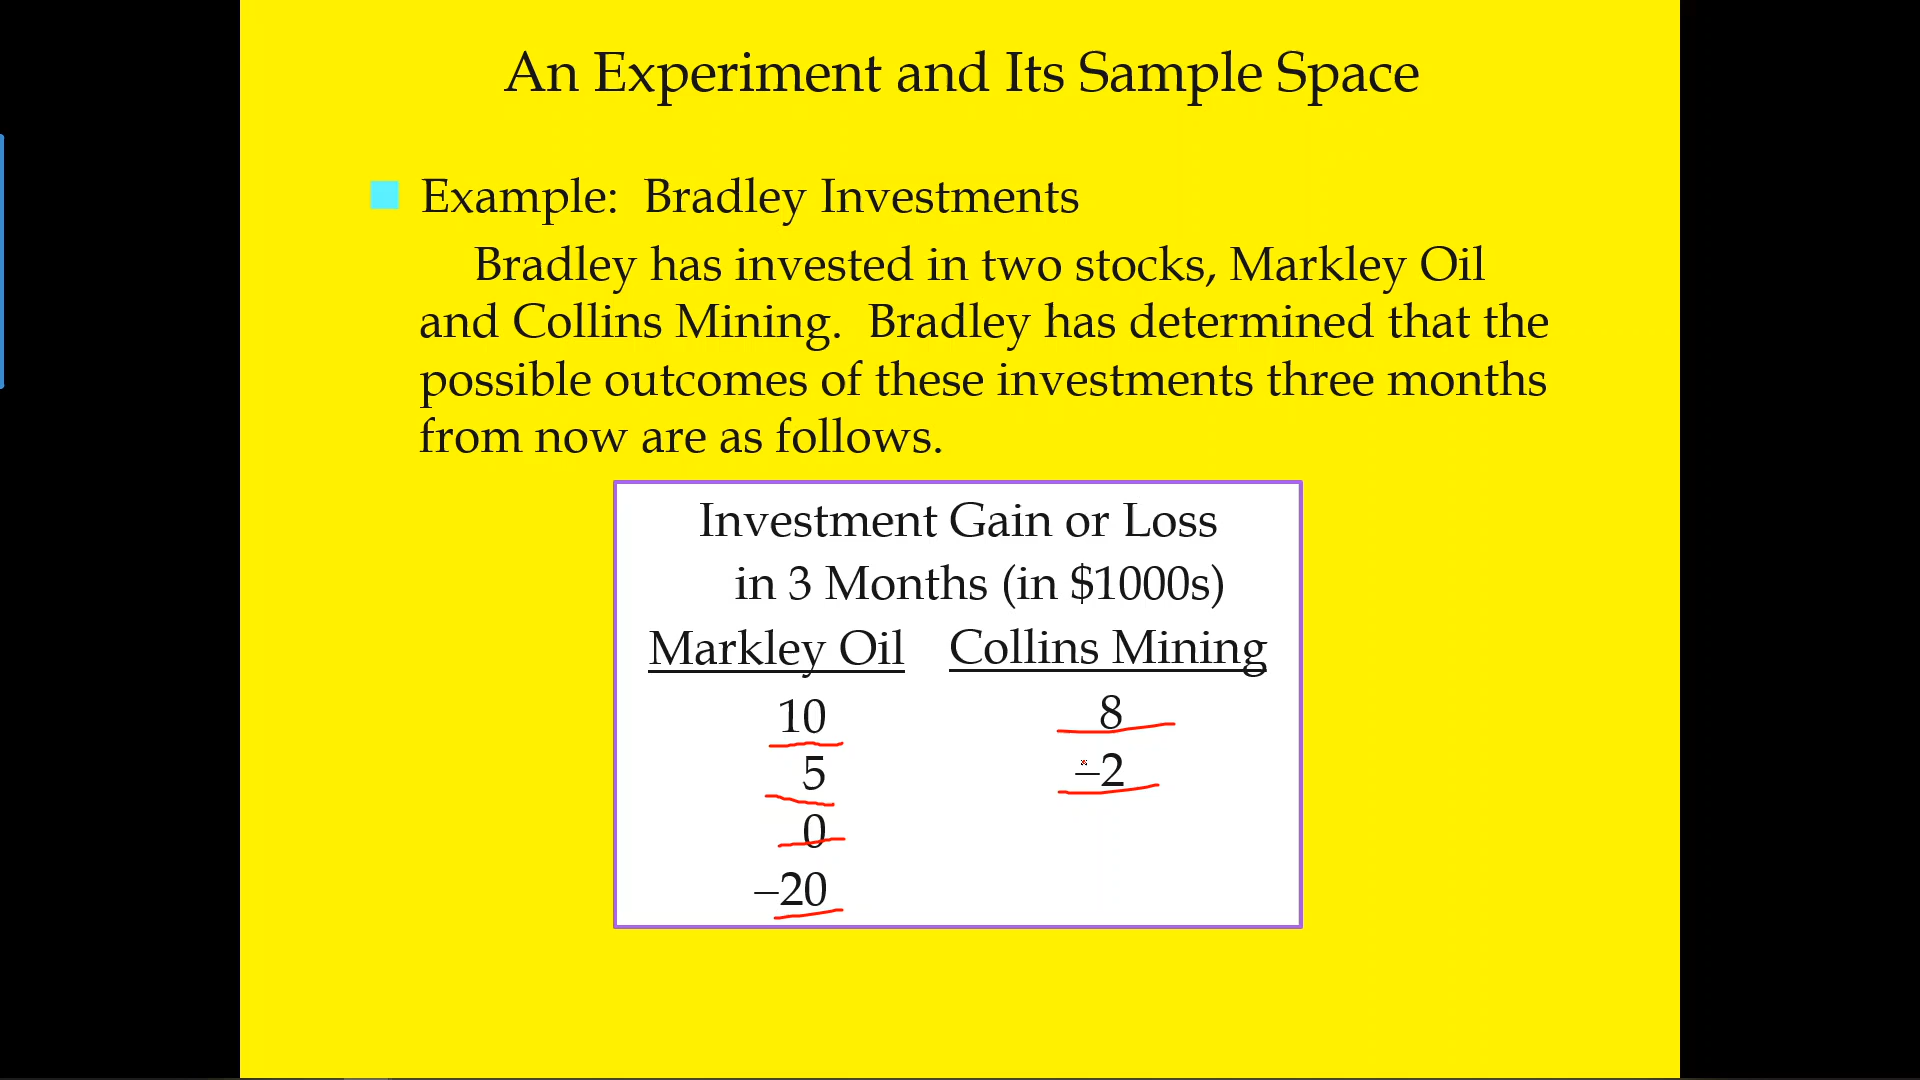 An Experiment and Its Sample Space
Example: Bradley Investments
Bradley has invested in two stocks, Markley Oil
and Collins Mining. Bradley has determined that the
possible outcomes of these investments three months
from now are as follows.
Investment Gain or Loss
in 3 Months (in $1000s)
Markley Oil Collins Mining
10 8
5 –2
0
–20